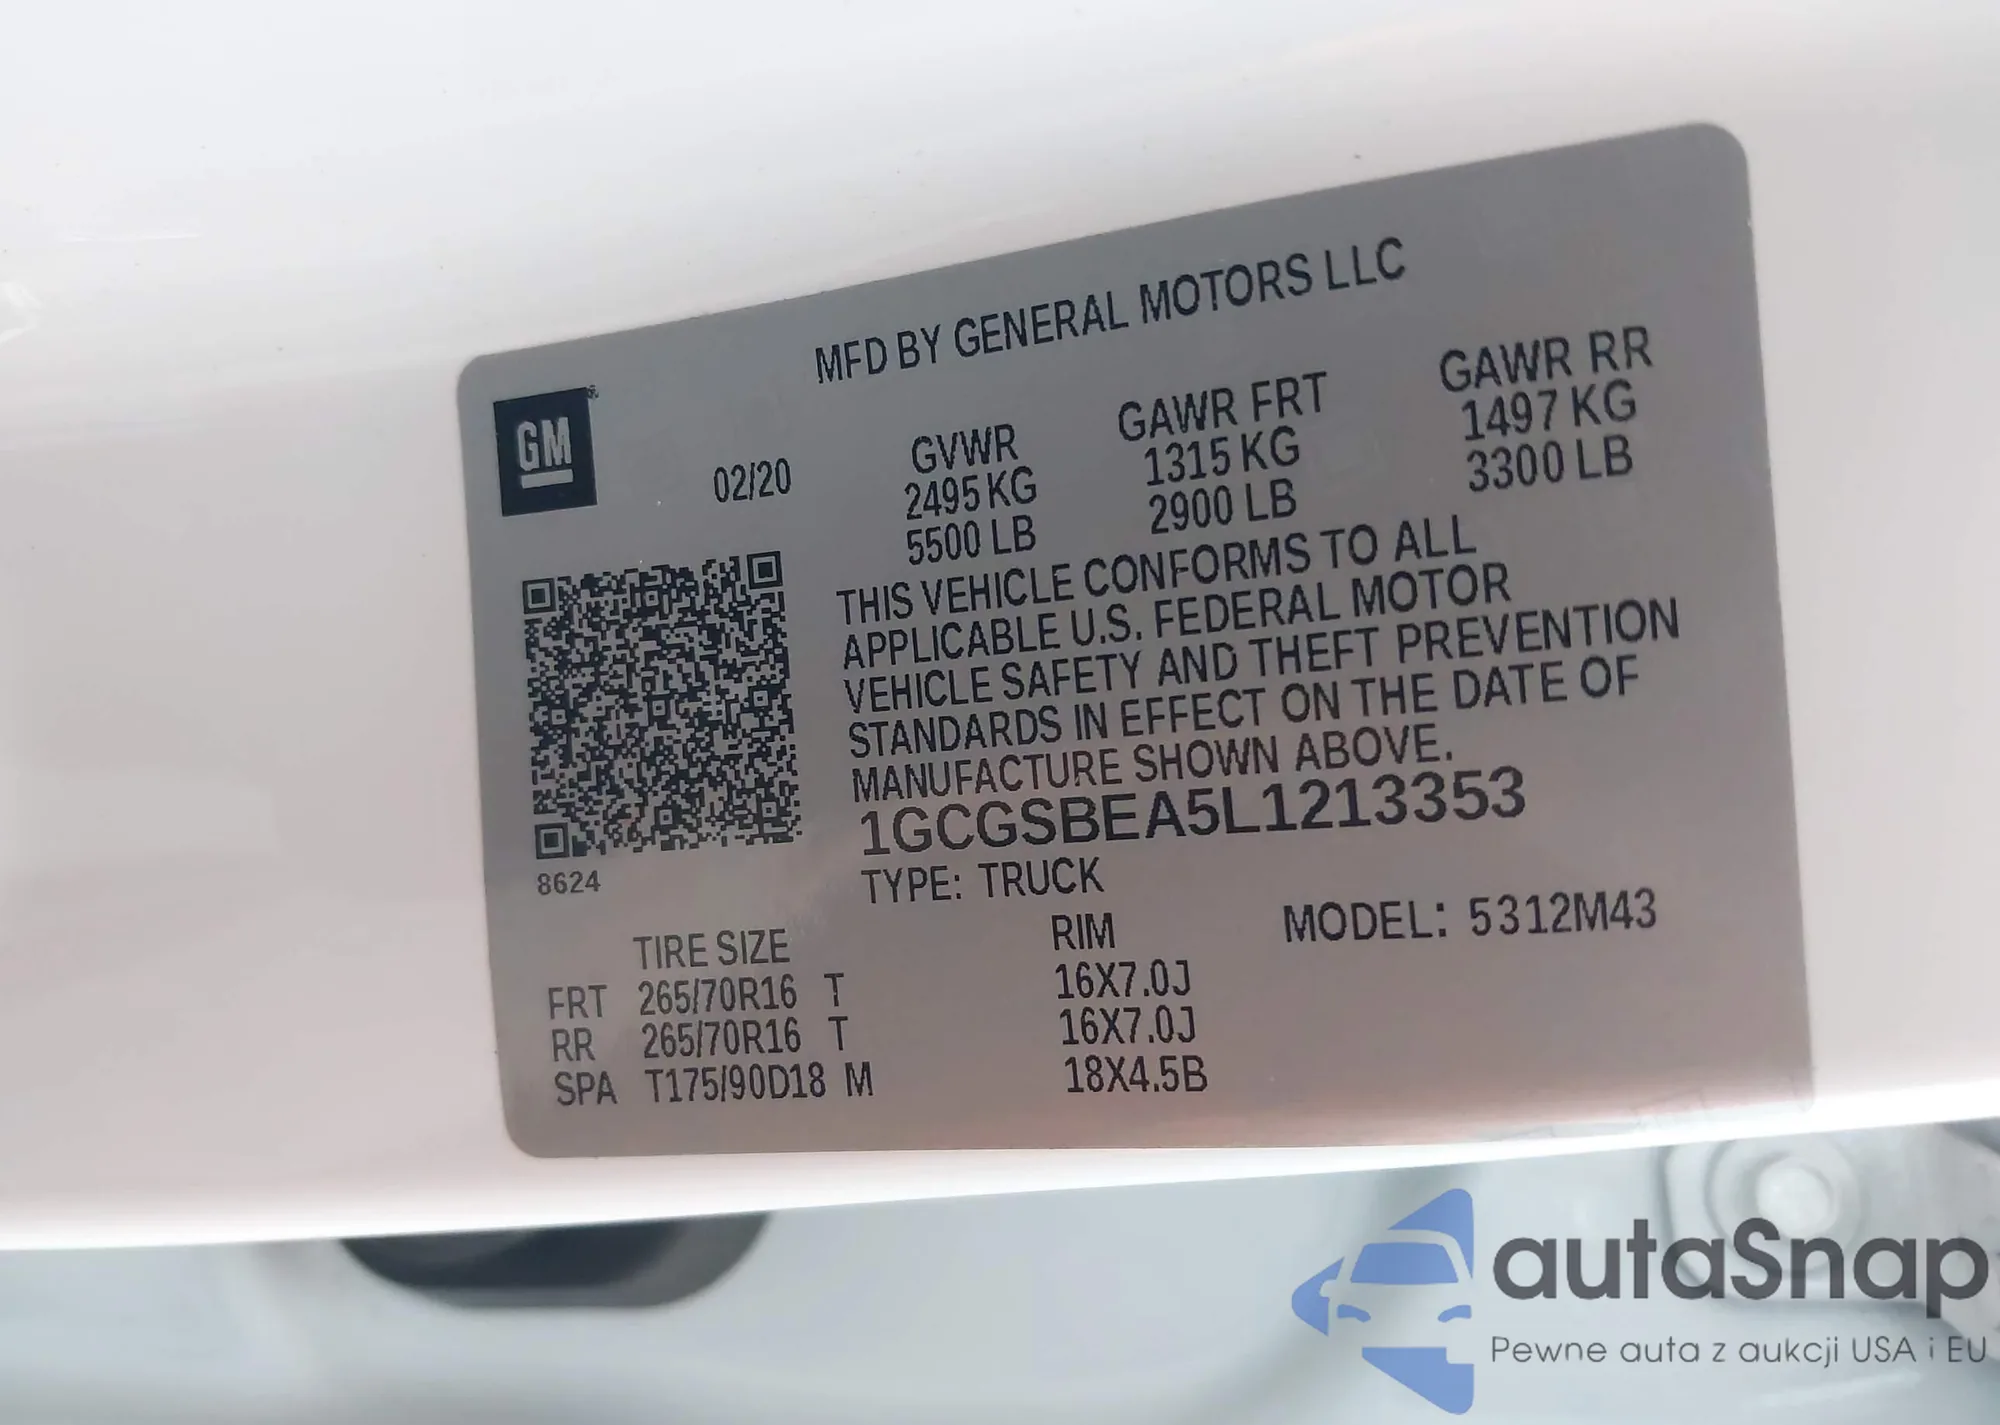 MFD BY GENERAL MOTORS LLC
GM
02/20
GVWR
2495 KG
5500 LB
GAWR FRT
1315 KG
2900 LB
GAWR RR
1497 KG
3300 LB
THIS VEHICLE CONFORMS TO ALL
APPLICABLE U.S. FEDERAL MOTOR
VEHICLE SAFETY AND THEFT PREVENTION
STANDARDS IN EFFECT ON THE DATE OF
MANUFACTURE SHOWN ABOVE.
1GCGSBEA5L1213353
8624
TYPE: TRUCK
MODEL: 5312M43
TIRE SIZE RIM
FRT 265/70R16 T 16X7.0J
RR 265/70R16 T 16X7.0J
SPA T175/90D18 M 18X4.5B
autaSnap
Pewne auta z aukcji USA i EU